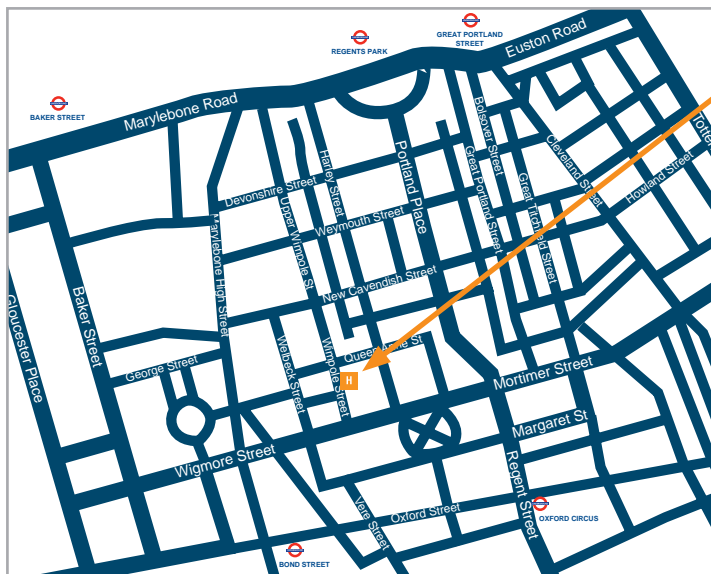 GREAT PORTLAND
STREET
REGENTS PARK
Euston Road
BAKER STREET
Marylebone Road
Bolsover Street
Cleveland Street
Harley Street
Portland Place
Great Portland Street
Howland Street
Devonshire Street
Great Titchfield Street
Upper Wimpole St
Weymouth Street
Marylebone High Street
New Cavendish Street
Gloucester Place
Baker Street
Queen Anne St
George Street
Welbeck Street
Wimpole Street
H
Mortimer Street
Margaret St
Wigmore Street
Regent Street
Vere Street
Oxford Street
OXFORD CIRCUS
BOND STREET